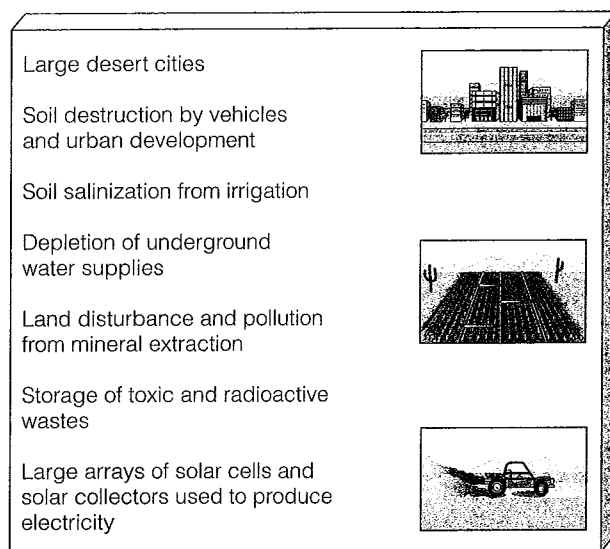 Large desert cities
Soil destruction by vehicles
and urban development
Soil salinization from irrigation
Depletion of underground
water supplies
Land disturbance and pollution
from mineral extraction
Storage of toxic and radioactive
wastes
Large arrays of solar cells and
solar collectors used to produce
electricity